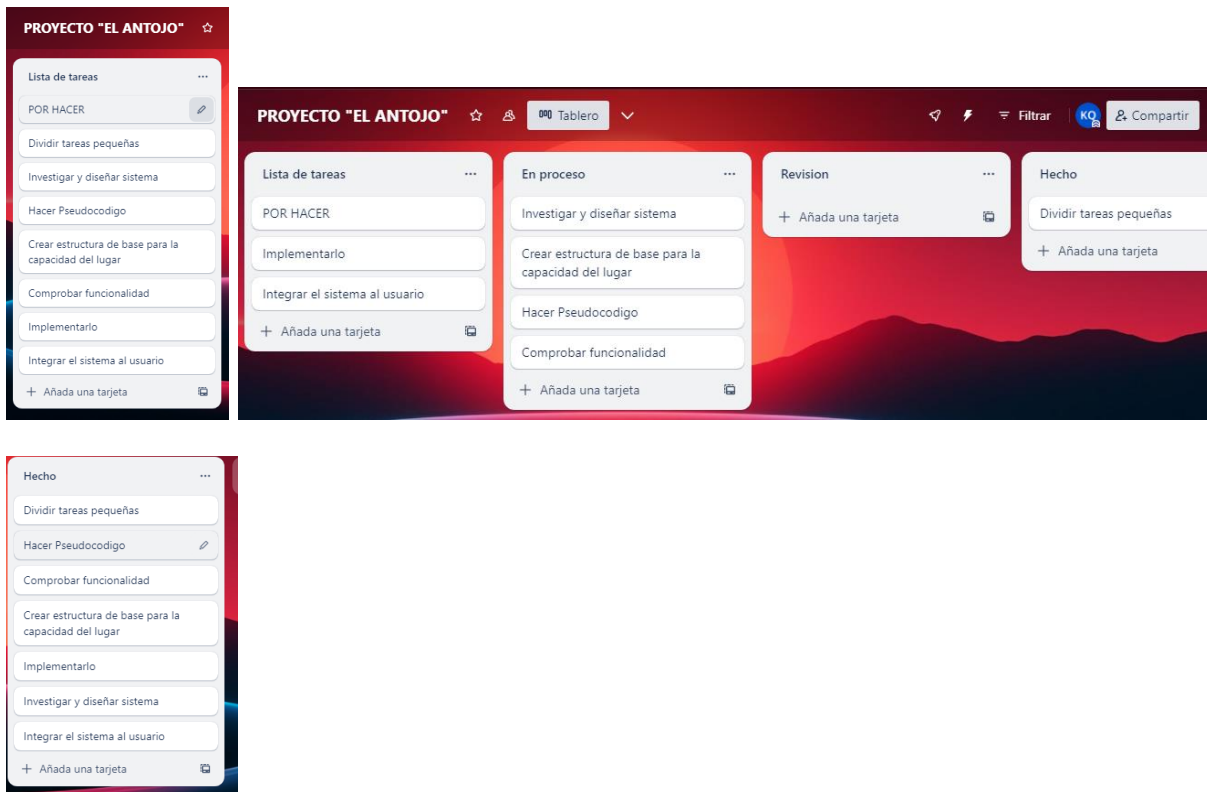 PROYECTO "EL ANTOJO"
Lista de tareas
POR HACER
Dividir tareas pequeñas
Investigar y diseñar sistema
Hacer Pseudocodigo
Crear estructura de base para la
capacidad del lugar
Comprobar funcionalidad
Implementarlo
Integrar el sistema al usuario
+ Añada una tarjeta
PROYECTO "EL ANTOJO" Tablero Filtrar KQ Compartir
Lista de tareas
POR HACER
Implementarlo
Integrar el sistema al usuario
+ Añada una tarjeta
En proceso
Investigar y diseñar sistema
Crear estructura de base para la
capacidad del lugar
Hacer Pseudocodigo
Comprobar funcionalidad
+ Añada una tarjeta
Revision
+ Añada una tarjeta
Hecho
Dividir tareas pequeñas
+ Añada una tarjeta
Hecho
Dividir tareas pequeñas
Hacer Pseudocodigo
Comprobar funcionalidad
Crear estructura de base para la
capacidad del lugar
Implementarlo
Investigar y diseñar sistema
Integrar el sistema al usuario
+ Añada una tarjeta